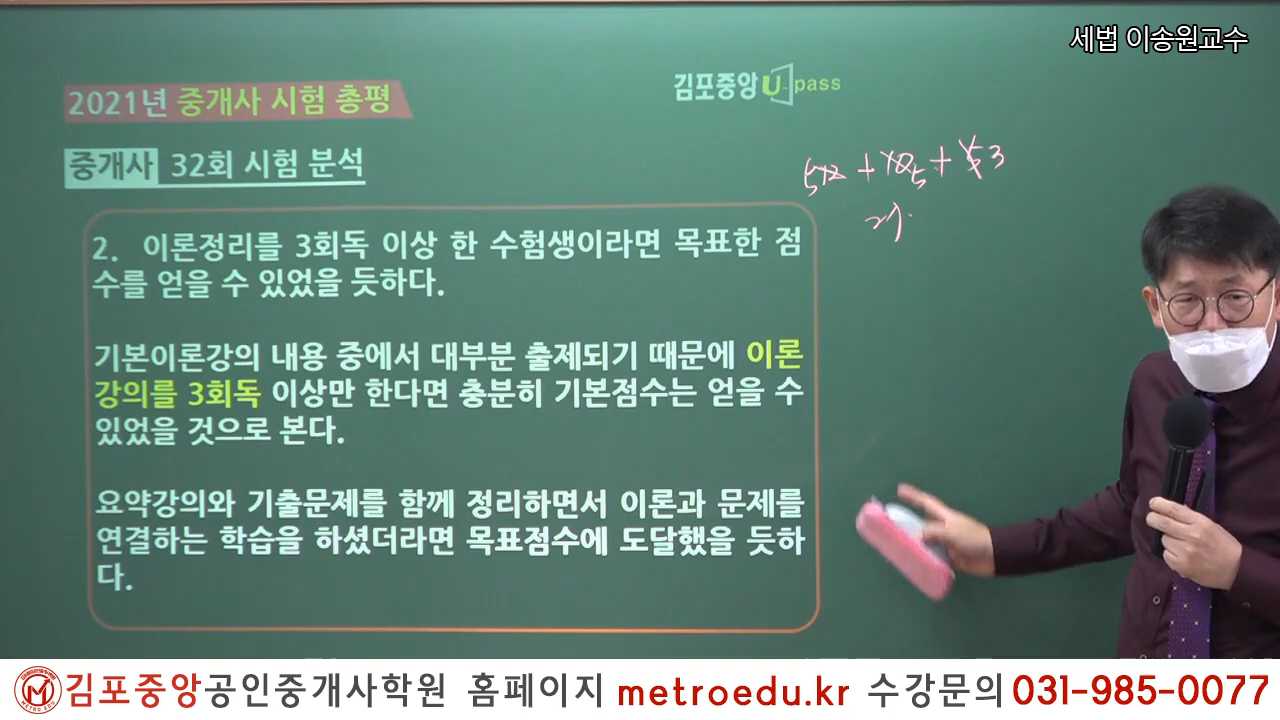 세법 이송원교수
김포중앙 U-pass
2021년 중개사 시험 총평
중개사 32회 시험 분석
2. 이론정리를 3회독 이상 한 수험생이라면 목표한 점
수를 얻을 수 있었을 듯하다.
기본이론강의 내용 중에서 대부분 출제되기 때문에 이론
강의를 3회독 이상만 한다면 충분히 기본점수는 얻을 수
있었을 것으로 본다.
요약강의와 기출문제를 함께 정리하면서 이론과 문제를
연결하는 학습을 하셨더라면 목표점수에 도달했을 듯하
다.
METRO EDU
김포중앙공인중개사학원 홈페이지 metroedu.kr 수강문의 031-985-0077